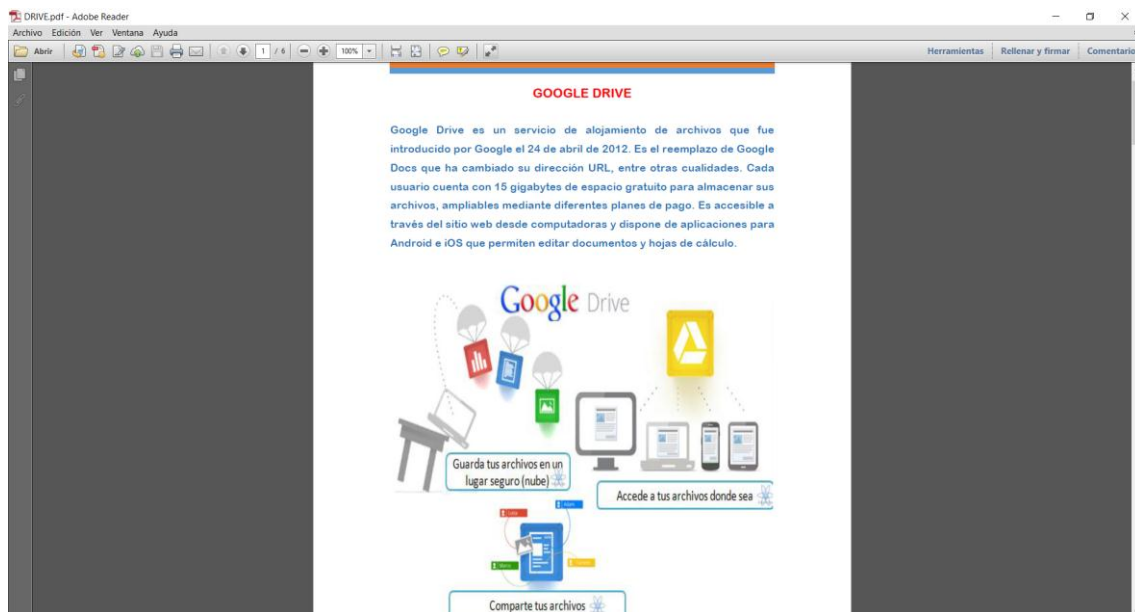 DRIVE.pdf - Adobe Reader
Archivo Edición Ver Ventana Ayuda
Abrir 1 / 6 100% Herramientas Rellenar y firmar Comentario
GOOGLE DRIVE
Google Drive es un servicio de alojamiento de archivos que fue
introducido por Google el 24 de abril de 2012. Es el reemplazo de Google
Docs que ha cambiado su dirección URL, entre otras cualidades. Cada
usuario cuenta con 15 gigabytes de espacio gratuito para almacenar sus
archivos, ampliables mediante diferentes planes de pago. Es accesible a
través del sitio web desde computadoras y dispone de aplicaciones para
Android e iOS que permiten editar documentos y hojas de cálculo.
Google Drive
Guarda tus archivos en un
lugar seguro (nube)
Accede a tus archivos donde sea
Comparte tus archivos